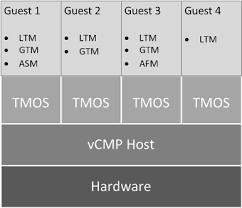 Guest 1 Guest 2 Guest 3 Guest 4
• LTM • LTM • LTM • LTM
• GTM • GTM • GTM
• ASM • AFM
TMOS TMOS TMOS TMOS
vCMP Host
Hardware